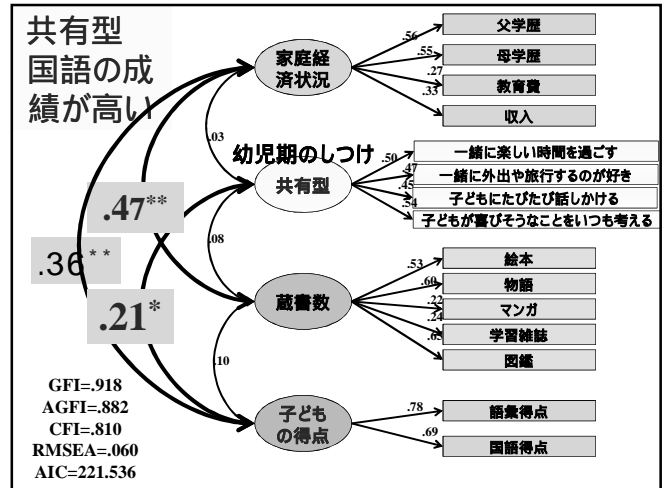 共有型
国語の成
績が高い
家庭経
済状況
.56
.55
.27
.33
父学歴
母学歴
教育費
収入
.03
幼児期のしつけ
共有型
.50
.47
.45
.54
一緒に楽しい時間を過ごす
一緒に外出や旅行するのが好き
子どもにたびたび話しかける
子どもが喜びそうなことをいつも考える
.47**
.36**
.21*
.08
蔵書数
.53
.60
.22
.24
.65
絵本
物語
マンガ
学習雑誌
図鑑
.10
子ども
の得点
.78
.69
語彙得点
国語得点
GFI=.918
AGFI=.882
CFI=.810
RMSEA=.060
AIC=221.536